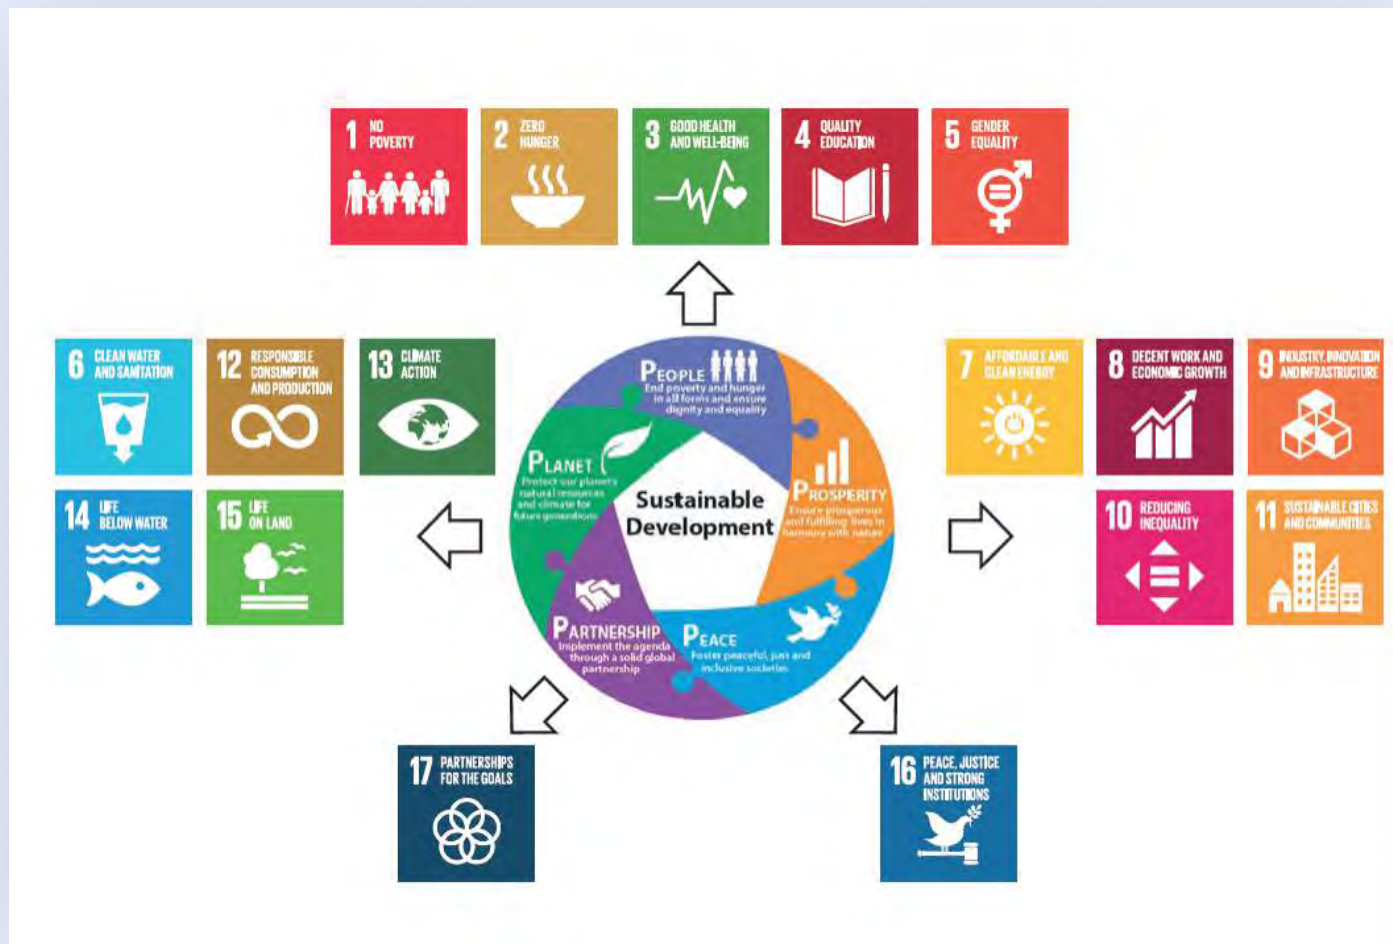 1 NO
POVERTY
2 ZERO
HUNGER
3 GOOD HEALTH
AND WELL-BEING
4 QUALITY
EDUCATION
5 GENDER
EQUALITY
6 CLEAN WATER
AND SANITATION
12 RESPONSIBLE
CONSUMPTION
AND PRODUCTION
13 CLIMATE
ACTION
14 LIFE
BELOW WATER
15 LIFE
ON LAND
PEOPLE
End poverty and hunger
in all forms and ensure
dignity and equality
PLANET
Protect our planet's
natural resources
and climate for
future generations
Sustainable
Development
PROSPERITY
Ensure prosperous
and fulfilling lives in
harmony with nature
PARTNERSHIP
Implement the agenda
through a solid global
partnership
PEACE
Foster peaceful, just and
inclusive societies
7 AFFORDABLE AND
CLEAN ENERGY
8 DECENT WORK AND
ECONOMIC GROWTH
9 INDUSTRY, INNOVATION
AND INFRASTRUCTURE
10 REDUCING
INEQUALITY
11 SUSTAINABLE CITIES
AND COMMUNITIES
17 PARTNERSHIPS
FOR THE GOALS
16 PEACE, JUSTICE
AND STRONG
INSTITUTIONS